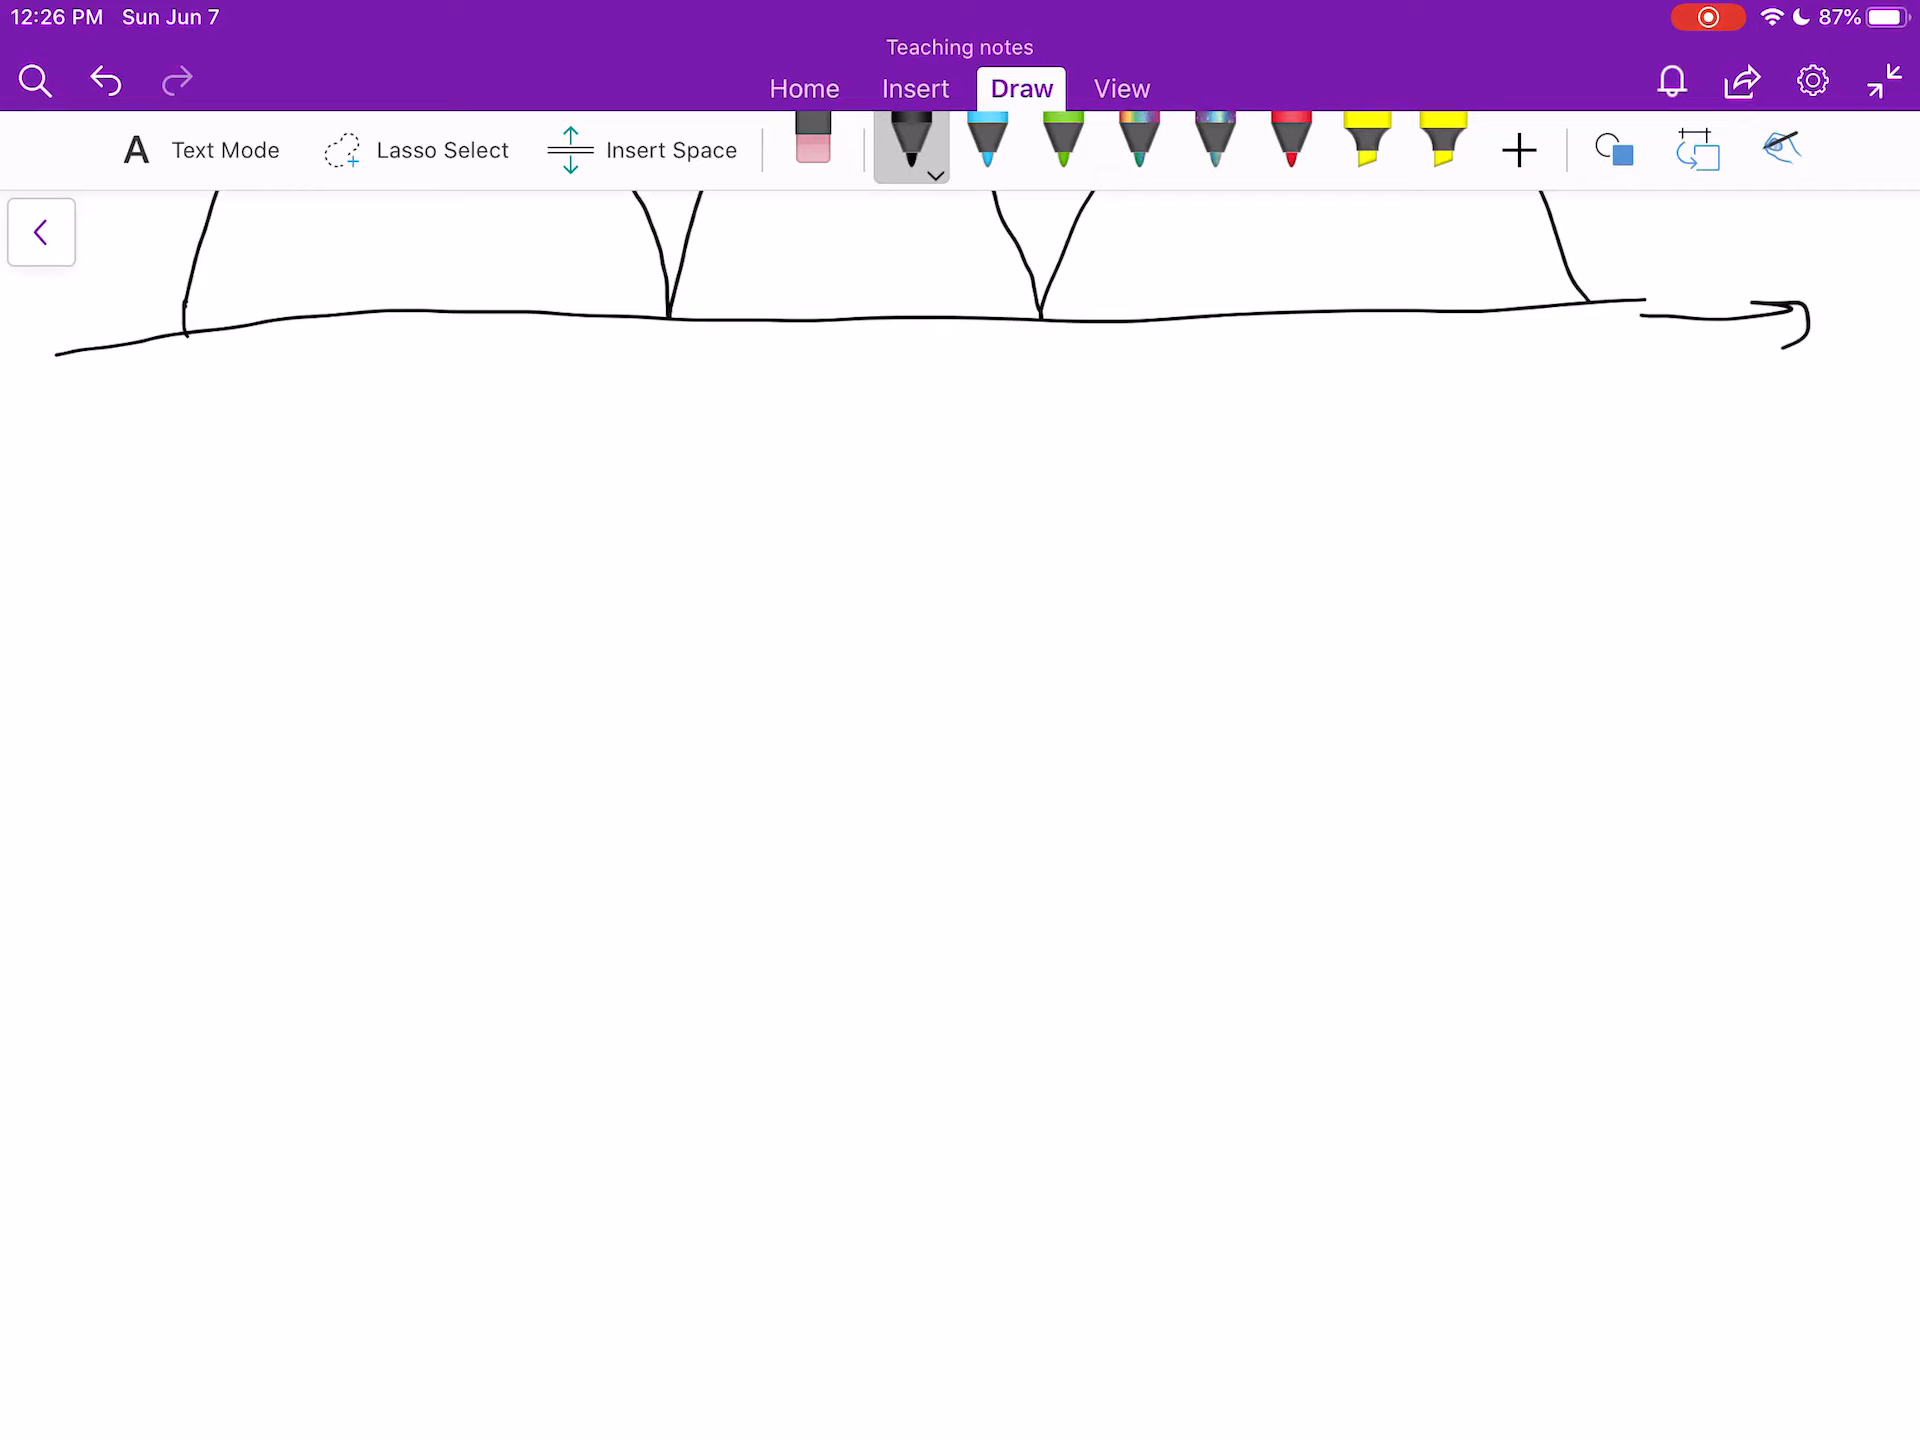 12:26 PM Sun Jun 7 87%
Teaching notes
Home Insert Draw View
A Text Mode Lasso Select Insert Space